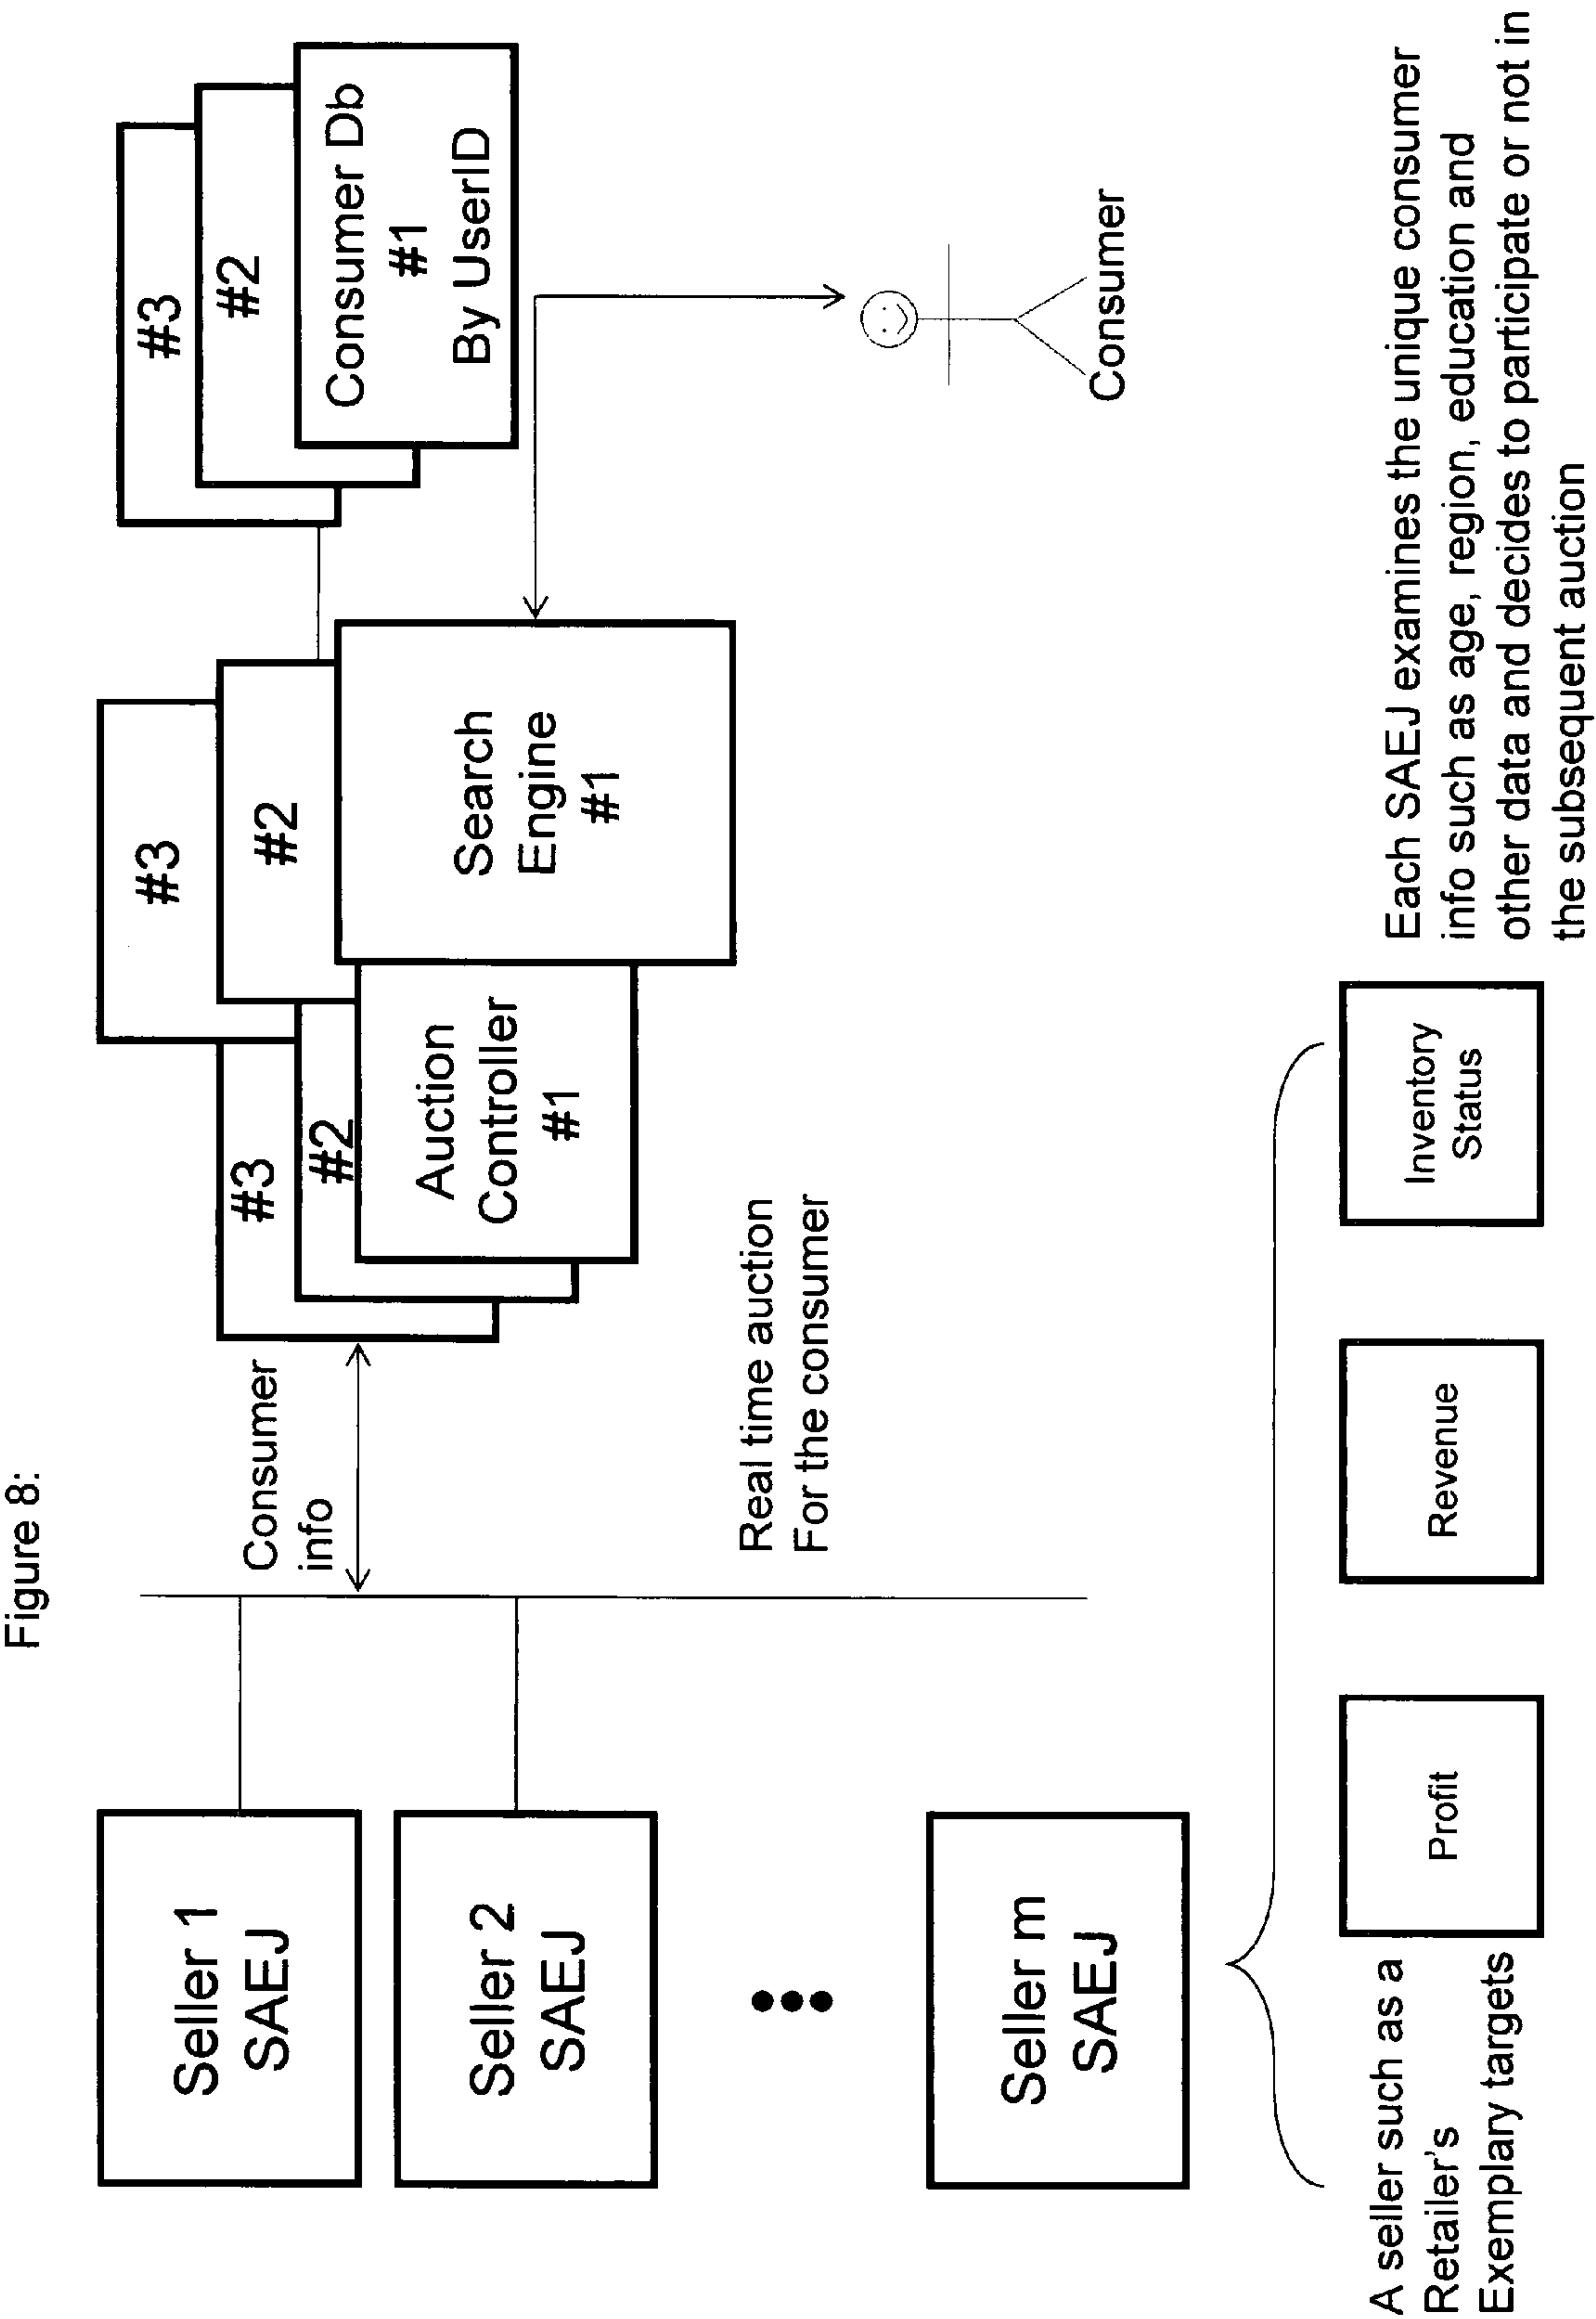 Figure 8:
Seller 1
SAEJ
Seller 2
SAEJ
Seller m
SAEJ
Consumer
info
#3
#2
Auction
Controller
#1
#3
#2
Search
Engine
#1
#3
#2
Consumer Db
#1
By UserID
Real time auction
For the consumer
Consumer
A seller such as a
Retailer's
Exemplary targets
Profit
Revenue
Inventory
Status
Each SAEJ examines the unique consumer
info such as age, region, education and
other data and decides to participate or not in
the subsequent auction